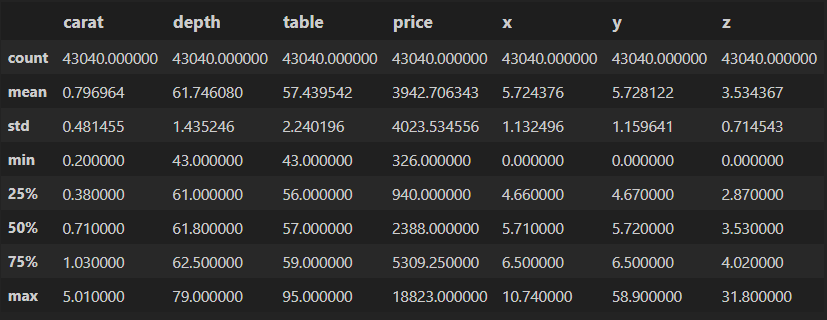 carat depth table price x y z
count 43040.000000 43040.000000 43040.000000 43040.000000 43040.000000 43040.000000 43040.000000
mean 0.796964 61.746080 57.439542 3942.706343 5.724376 5.728122 3.534367
std 0.481455 1.435246 2.240196 4023.534556 1.132496 1.159641 0.714543
min 0.200000 43.000000 43.000000 326.000000 0.000000 0.000000 0.000000
25% 0.380000 61.000000 56.000000 940.000000 4.660000 4.670000 2.870000
50% 0.710000 61.800000 57.000000 2388.000000 5.710000 5.720000 3.530000
75% 1.030000 62.500000 59.000000 5309.250000 6.500000 6.500000 4.020000
max 5.010000 79.000000 95.000000 18823.000000 10.740000 58.900000 31.800000